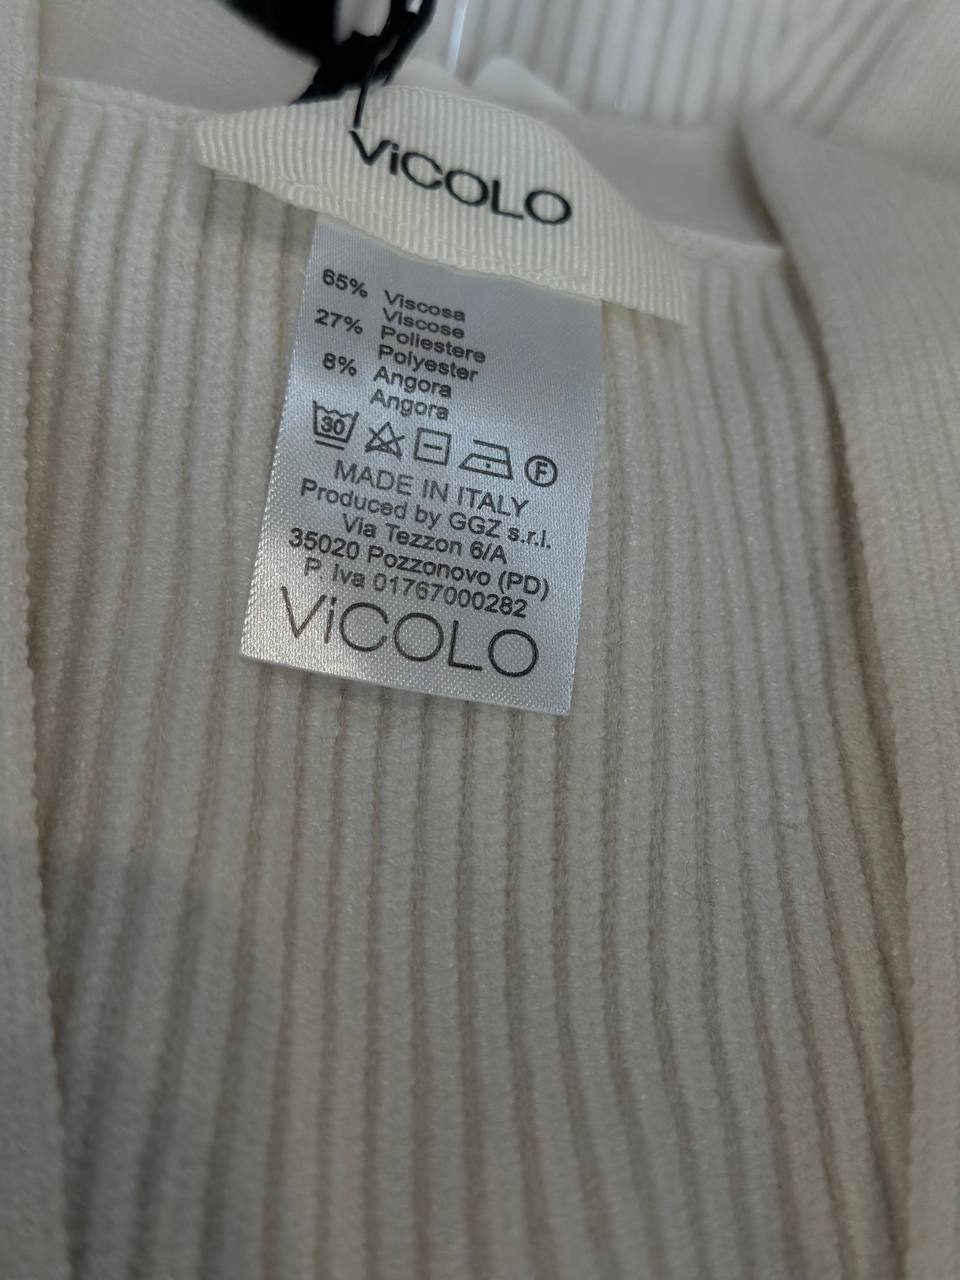 ViCOLO
65% Viscosa
Viscose
27% Poliestere
Polyester
8% Angora
Angora
30 F
MADE IN ITALY
Produced by GGZ s.r.l.
Via Tezzon 6/A
35020 Pozzonovo (PD)
P. Iva 01767000282
ViCOLO